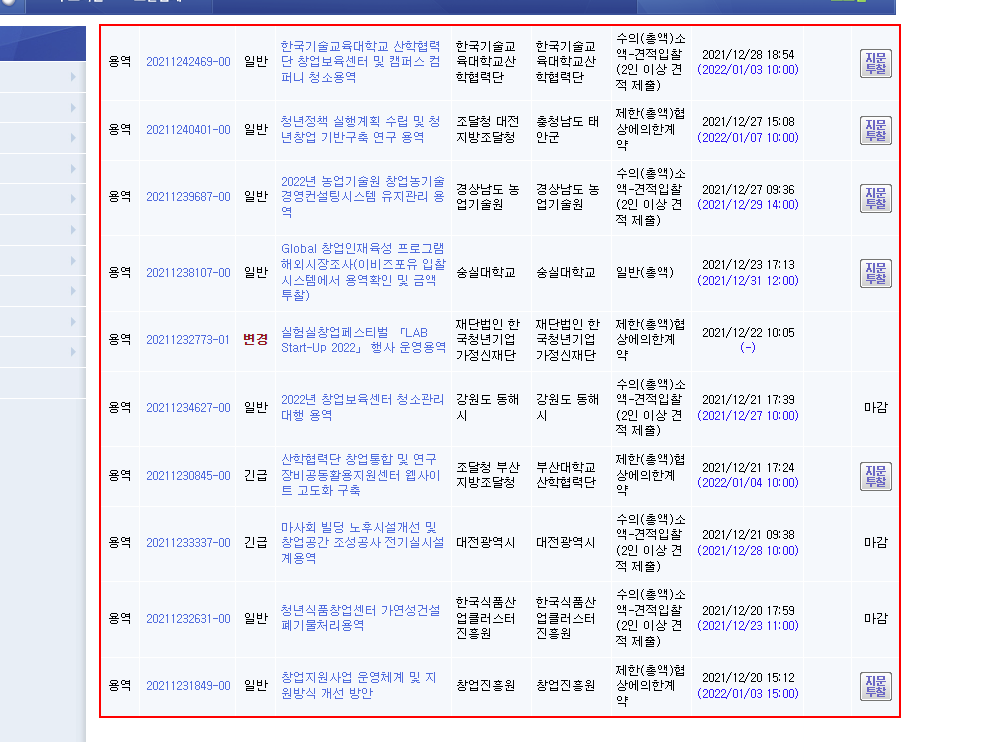 용역
20211242469-00
일반
한국기술교육대학교 산학협력
단 창업보육센터 및 캠퍼스 컴
퍼니 청소용역
한국기술교
육대학교산
학협력단
한국기술교
육대학교산
학협력단
수의(총액)소
액-견적입찰
(2인 이상 견
적 제출)
2021/12/28 18:54
(2022/01/03 10:00)
지문
투찰
용역
20211240401-00
일반
청년정책 실행계획 수립 및 청
년창업 기반구축 연구 용역
조달청 대전
지방조달청
충청남도 태
안군
제한(총액)협
상에의한계
약
2021/12/27 15:08
(2022/01/07 10:00)
지문
투찰
용역
20211239687-00
일반
2022년 농업기술원 창업농기술
경영컨설팅시스템 유지관리 용
역
경상남도 농
업기술원
경상남도 농
업기술원
수의(총액)소
액-견적입찰
(2인 이상 견
적 제출)
2021/12/27 09:36
(2021/12/29 14:00)
지문
투찰
용역
20211238107-00
일반
Global 창업인재육성 프로그램
해외시장조사(이비즈포유 입찰
시스템에서 용역확인 및 금액
투찰)
숭실대학교
숭실대학교
일반(총액)
2021/12/23 17:13
(2021/12/31 12:00)
지문
투찰
용역
20211232773-01
변경
실험실창업페스티벌 「LAB
Start-Up 2022」 행사 운영용역
재단법인 한
국청년기업
가정신재단
재단법인 한
국청년기업
가정신재단
제한(총액)협
상에의한계
약
2021/12/22 10:05
(-)
용역
20211234627-00
일반
2022년 창업보육센터 청소관리
대행 용역
강원도 동해
시
강원도 동해
시
수의(총액)소
액-견적입찰
(2인 이상 견
적 제출)
2021/12/21 17:39
(2021/12/27 10:00)
마감
용역
20211230845-00
긴급
산학협력단 창업통합 및 연구
장비공동활용지원센터 웹사이
트 고도화 구축
조달청 부산
지방조달청
부산대학교
산학협력단
제한(총액)협
상에의한계
약
2021/12/21 17:24
(2022/01/04 10:00)
지문
투찰
용역
20211233337-00
긴급
마사회 빌딩 노후시설개선 및
창업공간 조성공사 전기실시설
계용역
대전광역시
대전광역시
수의(총액)소
액-견적입찰
(2인 이상 견
적 제출)
2021/12/21 09:38
(2021/12/28 10:00)
마감
용역
20211232631-00
일반
청년식품창업센터 가연성건설
폐기물처리용역
한국식품산
업클러스터
진흥원
한국식품산
업클러스터
진흥원
수의(총액)소
액-견적입찰
(2인 이상 견
적 제출)
2021/12/20 17:59
(2021/12/23 11:00)
마감
용역
20211231849-00
일반
창업지원사업 운영체계 및 지
원방식 개선 방안
창업진흥원
창업진흥원
제한(총액)협
상에의한계
약
2021/12/20 15:12
(2022/01/03 15:00)
지문
투찰